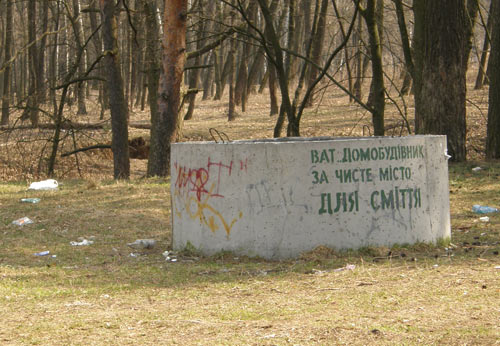 ВАТ ДОМОБУДІВНИК
ЗА ЧИСТЕ МІСТО
ДЛЯ СМІТТЯ